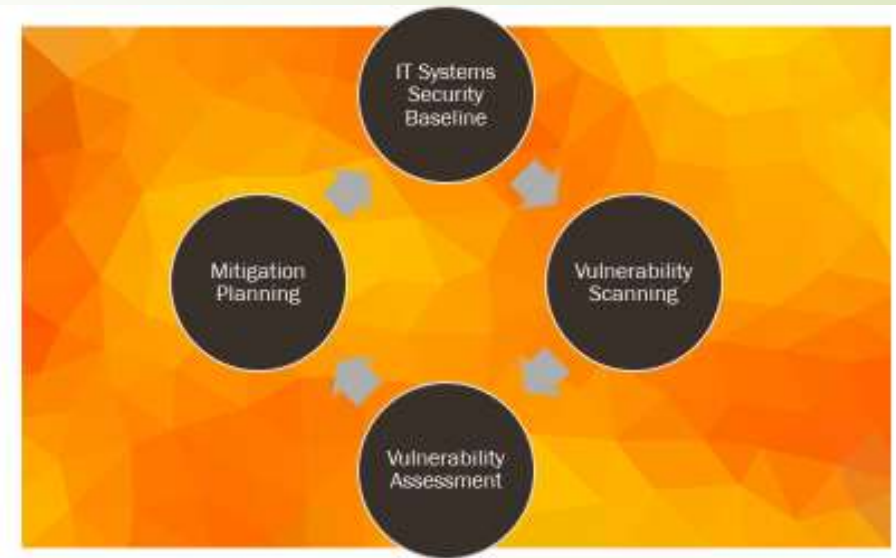 IT Systems
Security
Baseline
Vulnerability
Scanning
Vulnerability
Assessment
Mitigation
Planning